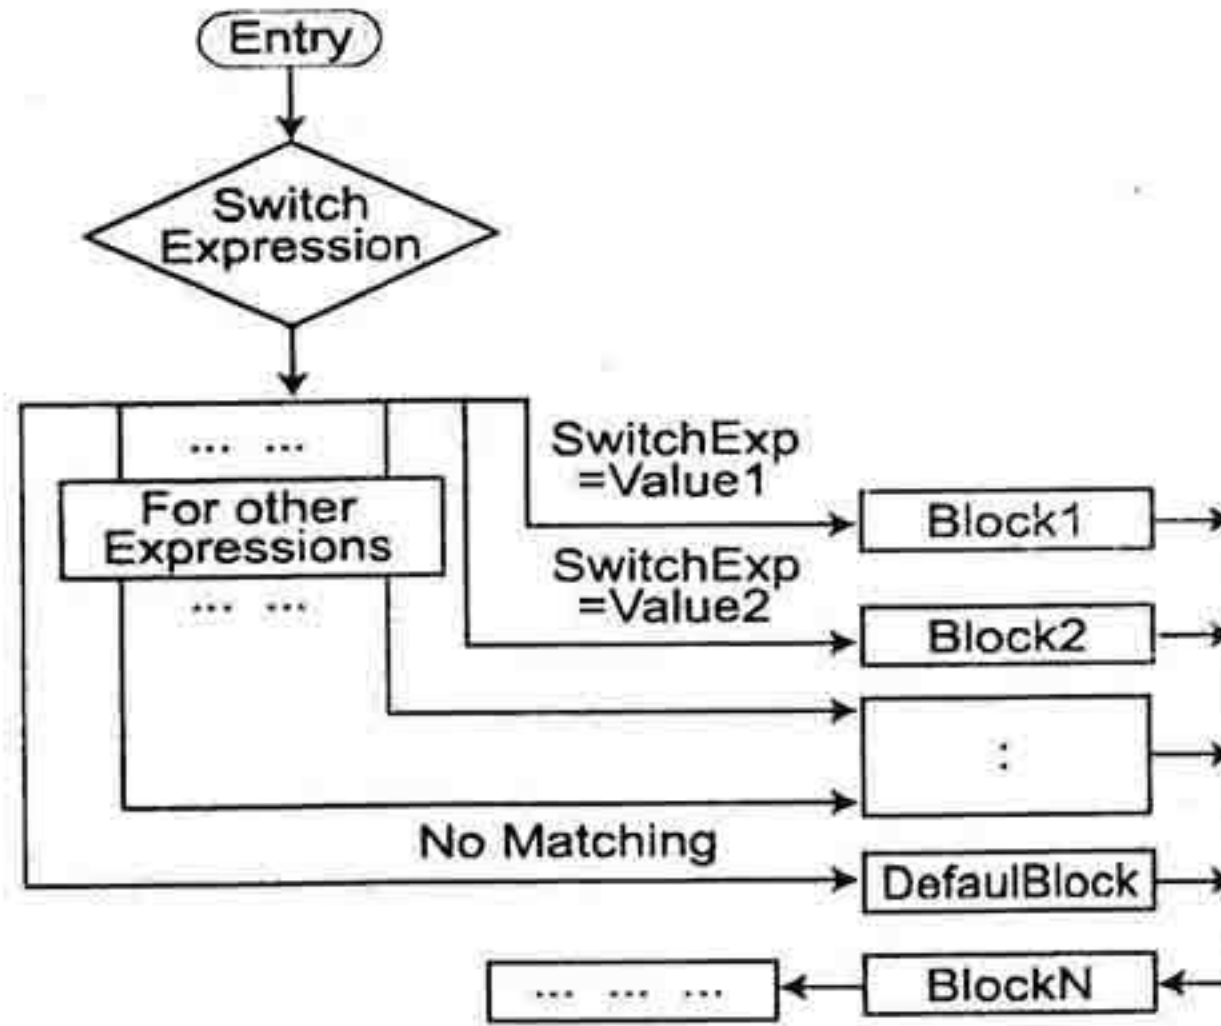 Entry
Switch
Expression
... ...
For other
Expressions
... ...
SwitchExp
=Value1
Block1
SwitchExp
=Value2
Block2
:
No Matching
DefaulBlock
BlockN
... ... ...